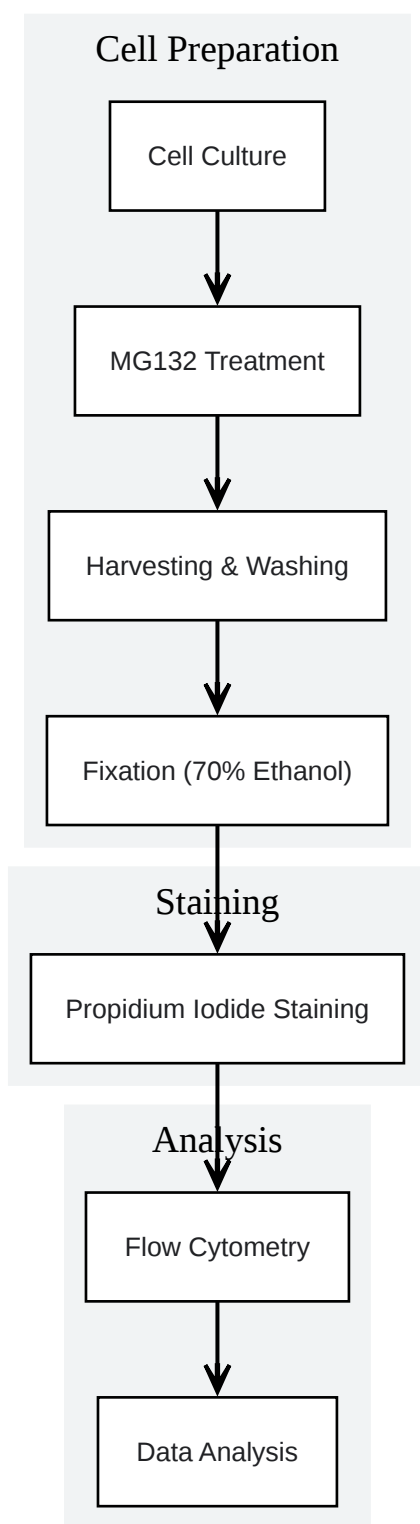 Cell Preparation
Cell Culture
MG132 Treatment
Harvesting & Washing
Fixation (70% Ethanol)
Staining
Propidium Iodide Staining
Analysis
Flow Cytometry
Data Analysis